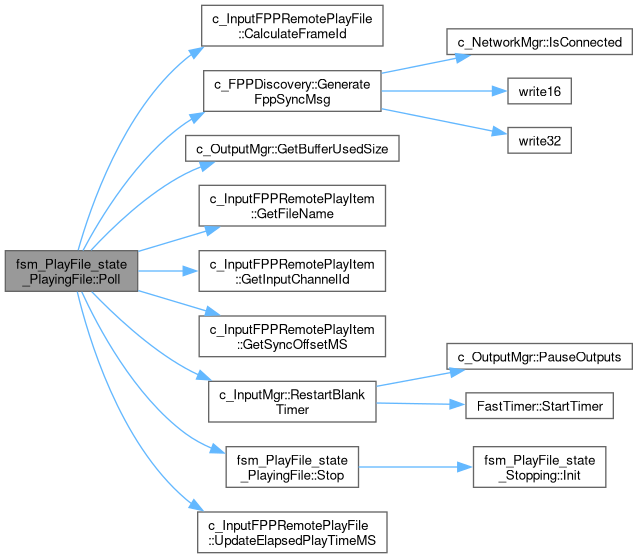 c_InputFPPRemotePlayFile
::CalculateFrameId
c_NetworkMgr::IsConnected
c_FPPDiscovery::Generate
FppSyncMsg
write16
write32
c_OutputMgr::GetBufferUsedSize
c_InputFPPRemotePlayItem
::GetFileName
fsm_PlayFile_state
_PlayingFile::Poll
c_InputFPPRemotePlayItem
::GetInputChannelId
c_InputFPPRemotePlayItem
::GetSyncOffsetMS
c_OutputMgr::PauseOutputs
c_InputMgr::RestartBlank
Timer
FastTimer::StartTimer
fsm_PlayFile_state
_PlayingFile::Stop
fsm_PlayFile_state
_Stopping::Init
c_InputFPPRemotePlayFile
::UpdateElapsedPlayTimeMS